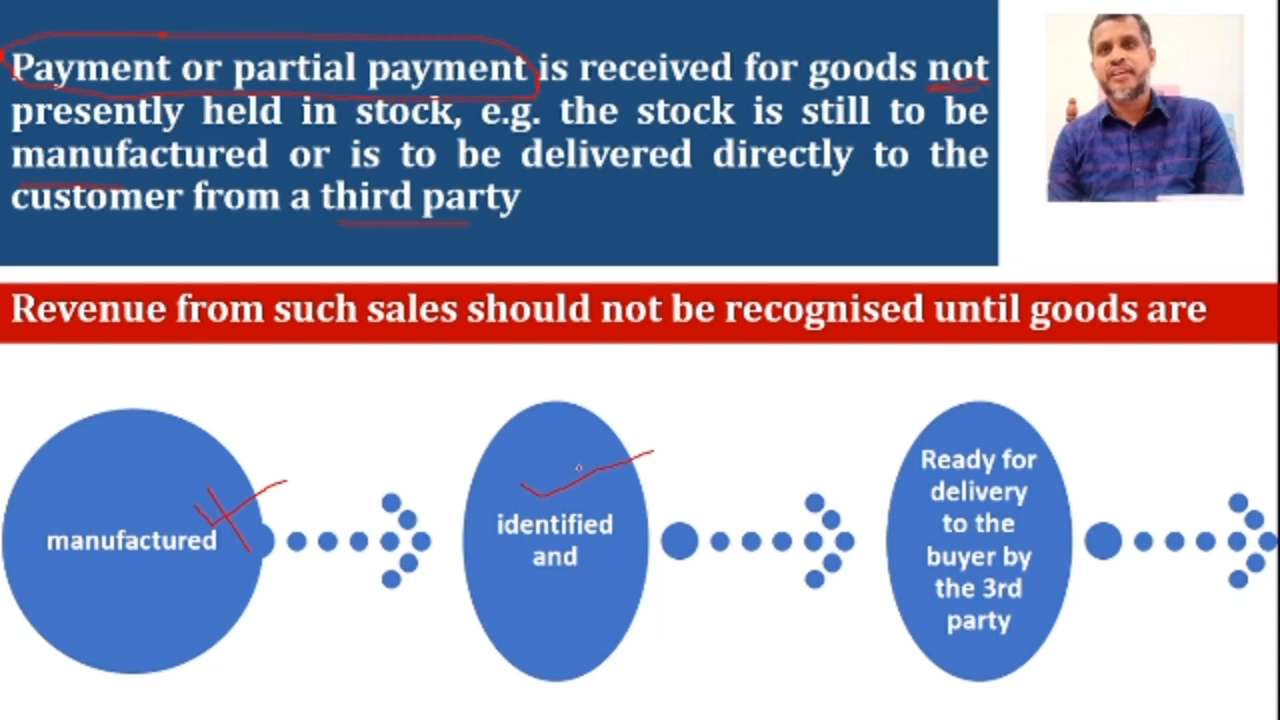 Payment or partial payment is received for goods not
presently held in stock, e.g. the stock is still to be
manufactured or is to be delivered directly to the
customer from a third party
Revenue from such sales should not be recognised until goods are
manufactured
identified
and
Ready for
delivery
to the
buyer by
the 3rd
party